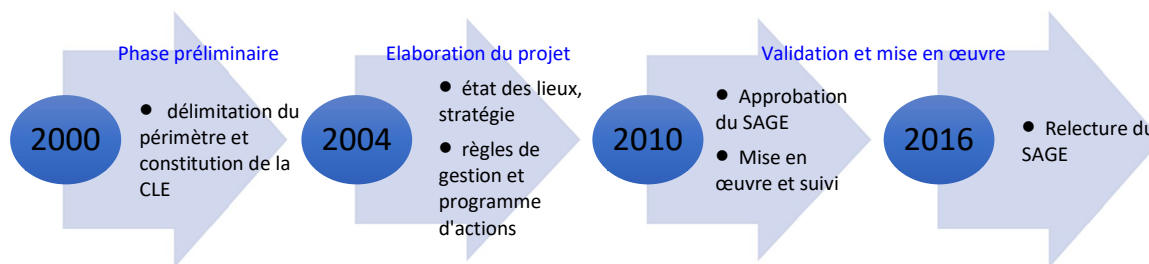 Phase préliminaire
2000
● délimitation du
périmètre et
constitution de la
CLE
Elaboration du projet
2004
● état des lieux,
stratégie
● règles de
gestion et
programme
d'actions
Validation et mise en œuvre
2010
● Approbation
du SAGE
● Mise en
œuvre et suivi
2016
● Relecture du
SAGE